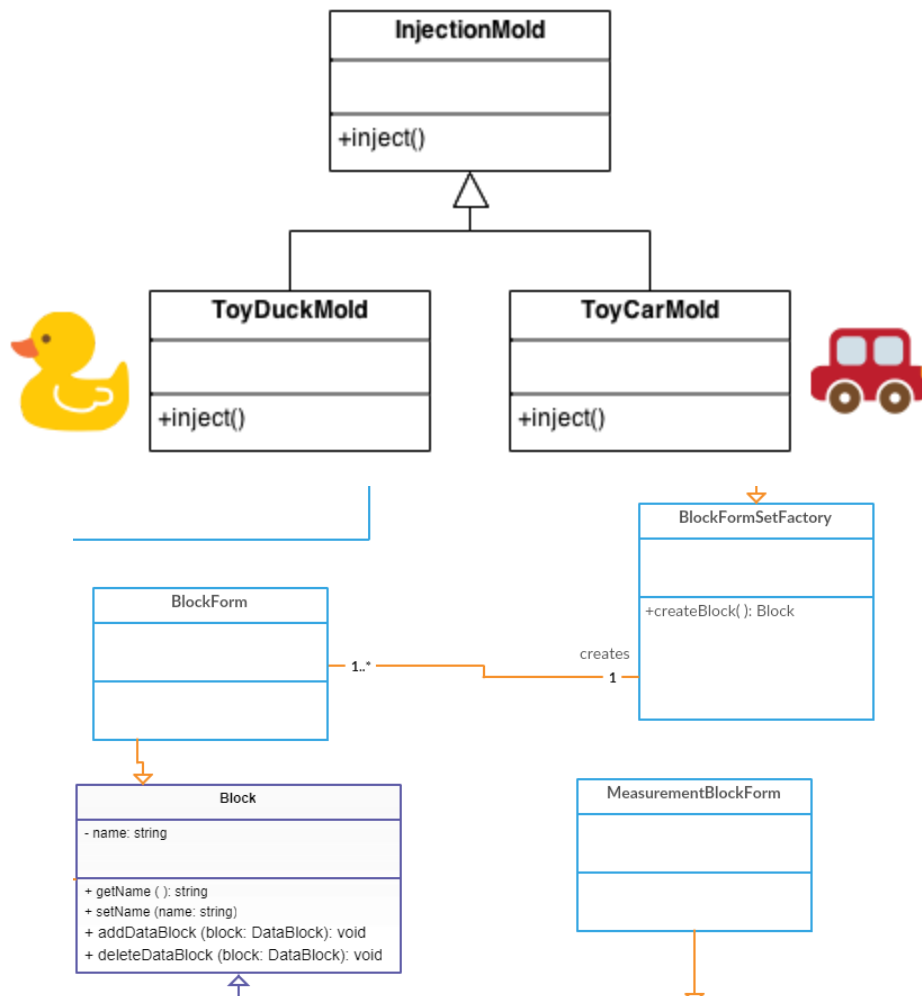 InjectionMold
+inject()
ToyDuckMold
+inject()
ToyCarMold
+inject()
BlockFormSetFactory
+createBlock( ): Block
BlockForm
1..*
creates
1
Block
- name: string
+ getName ( ): string
+ setName (name: string)
+ addDataBlock (block: DataBlock): void
+ deleteDataBlock (block: DataBlock): void
MeasurementBlockForm